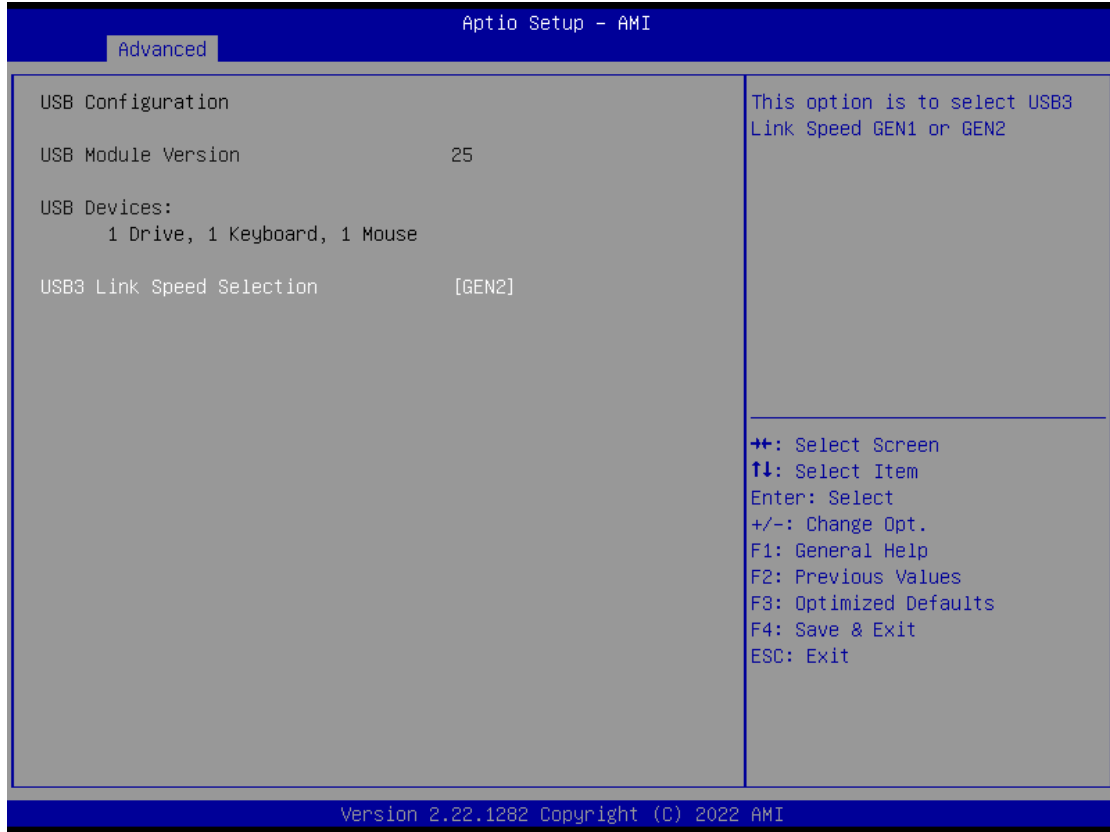 Aptio Setup – AMI
Advanced
USB Configuration
USB Module Version 25
USB Devices:
1 Drive, 1 Keyboard, 1 Mouse
USB3 Link Speed Selection [GEN2]
This option is to select USB3
Link Speed GEN1 or GEN2
→←: Select Screen
↑↓: Select Item
Enter: Select
+/-: Change Opt.
F1: General Help
F2: Previous Values
F3: Optimized Defaults
F4: Save & Exit
ESC: Exit
Version 2.22.1282 Copyright (C) 2022 AMI